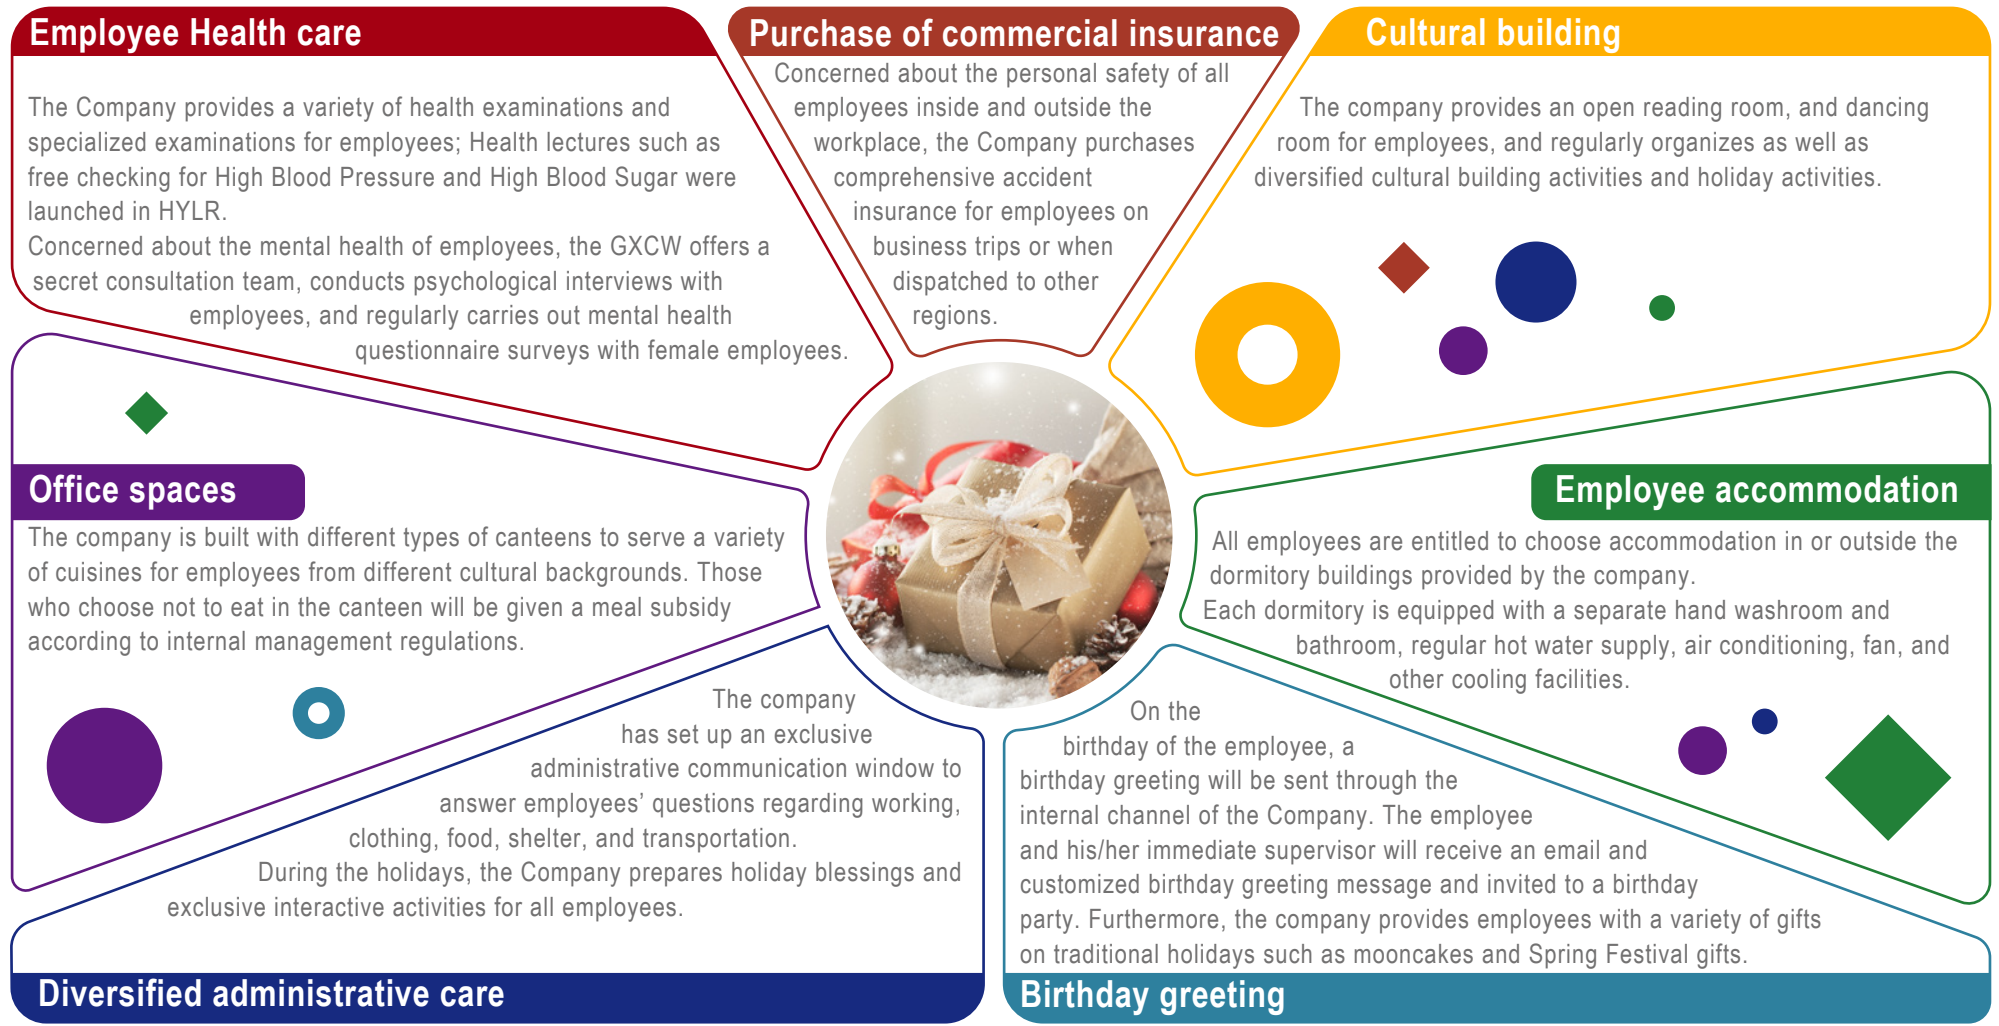 Employee Health care
The Company provides a variety of health examinations and
specialized examinations for employees; Health lectures such as
free checking for High Blood Pressure and High Blood Sugar were
launched in HYLR.
Concerned about the mental health of employees, the GXCW offers a
secret consultation team, conducts psychological interviews with
employees, and regularly carries out mental health
questionnaire surveys with female employees.
Purchase of commercial insurance
Concerned about the personal safety of all
employees inside and outside the
workplace, the Company purchases
comprehensive accident
insurance for employees on
business trips or when
dispatched to other
regions.
Cultural building
The company provides an open reading room, and dancing
room for employees, and regularly organizes as well as
diversified cultural building activities and holiday activities.
Office spaces
The company is built with different types of canteens to serve a variety
of cuisines for employees from different cultural backgrounds. Those
who choose not to eat in the canteen will be given a meal subsidy
according to internal management regulations.
Employee accommodation
All employees are entitled to choose accommodation in or outside the
dormitory buildings provided by the company.
Each dormitory is equipped with a separate hand washroom and
bathroom, regular hot water supply, air conditioning, fan, and
other cooling facilities.
The company
has set up an exclusive
administrative communication window to
answer employees’ questions regarding working,
clothing, food, shelter, and transportation.
During the holidays, the Company prepares holiday blessings and
exclusive interactive activities for all employees.
Diversified administrative care
On the
birthday of the employee, a
birthday greeting will be sent through the
internal channel of the Company. The employee
and his/her immediate supervisor will receive an email and
customized birthday greeting message and invited to a birthday
party. Furthermore, the company provides employees with a variety of gifts
on traditional holidays such as mooncakes and Spring Festival gifts.
Birthday greeting